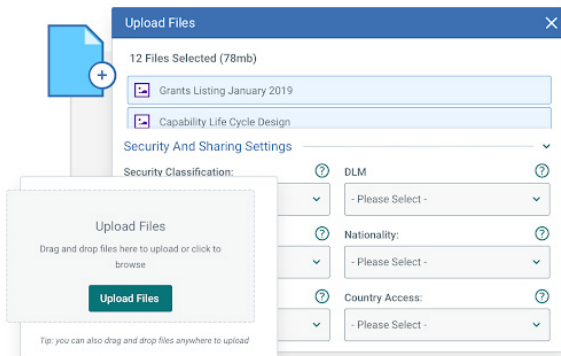 Upload Files
12 Files Selected (78mb)
Grants Listing January 2019
Capability Life Cycle Design
Security And Sharing Settings
Security Classification:
DLM
- Please Select -
Nationality:
- Please Select -
Country Access:
- Please Select -
Upload Files
Drag and drop files here to upload or click to
browse
Upload Files
Tip: you can also drag and drop files anywhere to upload